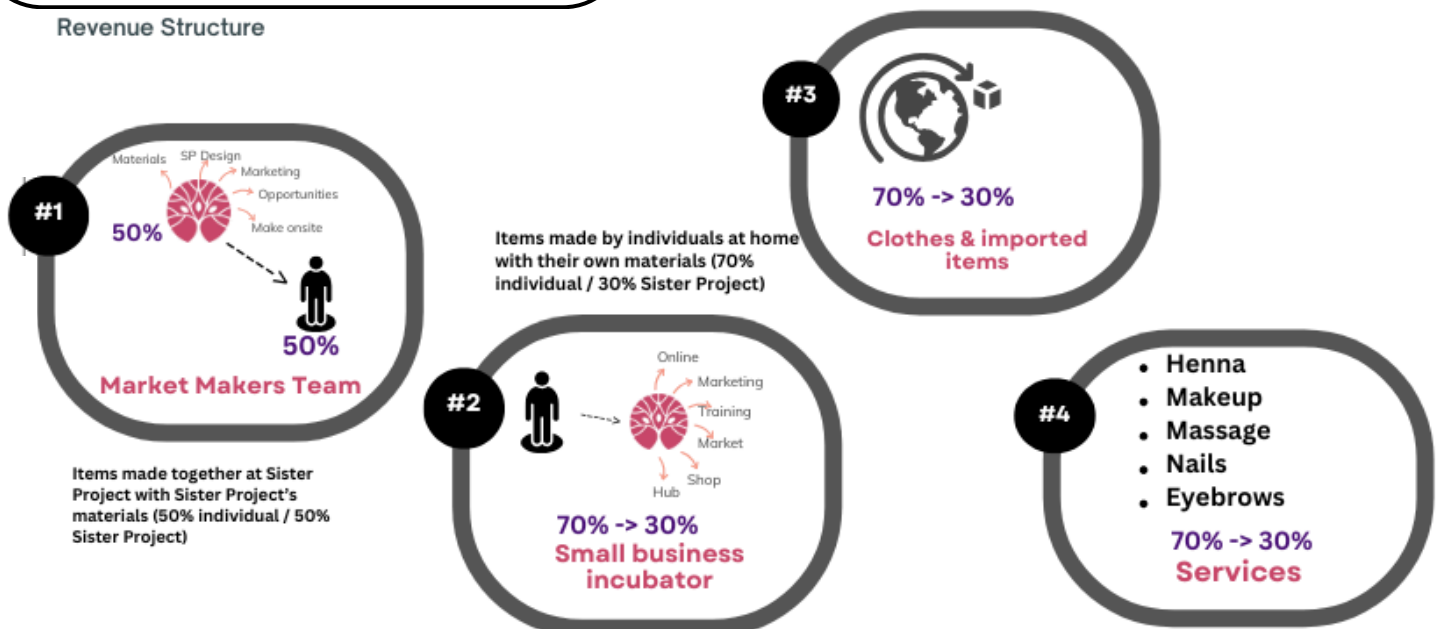 Revenue Structure
#1
Materials
SP Design
Marketing
Opportunities
Make onsite
50%
50%
Market Makers Team
Items made together at Sister
Project with Sister Project's
materials (50% individual / 50%
Sister Project)
Items made by individuals at home
with their own materials (70%
individual / 30% Sister Project)
#2
Online
Marketing
Training
Market
Shop
Hub
70% -> 30%
Small business
incubator
#3
70% -> 30%
Clothes & imported
items
#4
• Henna
• Makeup
• Massage
• Nails
• Eyebrows
70% -> 30%
Services